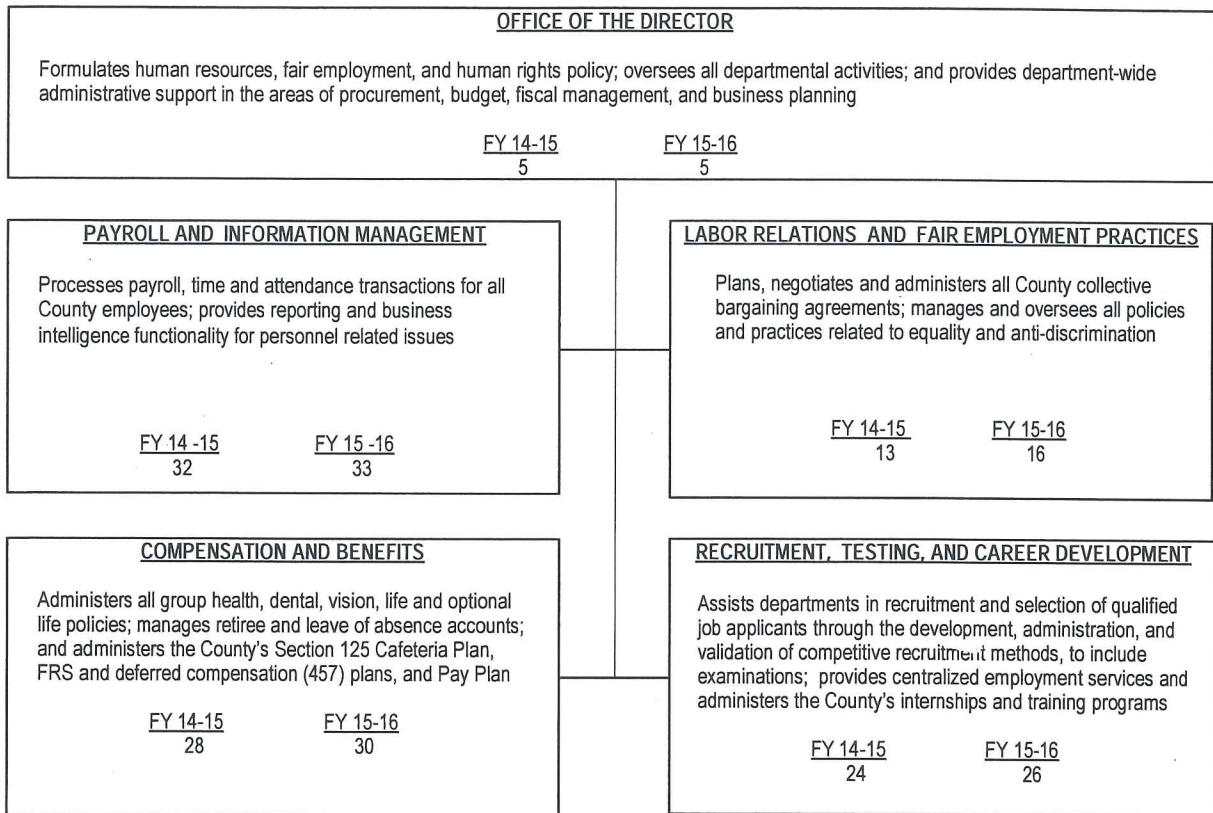 OFFICE OF THE DIRECTOR
Formulates human resources, fair employment, and human rights policy; oversees all departmental activities; and provides department-wide
administrative support in the areas of procurement, budget, fiscal management, and business planning
FY 14-15 FY 15-16
5 5
PAYROLL AND INFORMATION MANAGEMENT
Processes payroll, time and attendance transactions for all
County employees; provides reporting and business
intelligence functionality for personnel related issues
FY 14 -15 FY 15 -16
32 33
LABOR RELATIONS AND FAIR EMPLOYMENT PRACTICES
Plans, negotiates and administers all County collective
bargaining agreements; manages and oversees all policies
and practices related to equality and anti-discrimination
FY 14-15 FY 15-16
13 16
COMPENSATION AND BENEFITS
Administers all group health, dental, vision, life and optional
life policies; manages retiree and leave of absence accounts;
and administers the County's Section 125 Cafeteria Plan,
FRS and deferred compensation (457) plans, and Pay Plan
FY 14-15 FY 15-16
28 30
RECRUITMENT, TESTING, AND CAREER DEVELOPMENT
Assists departments in recruitment and selection of qualified
job applicants through the development, administration, and
validation of competitive recruitment methods, to include
examinations; provides centralized employment services and
administers the County's internships and training programs
FY 14-15 FY 15-16
24 26